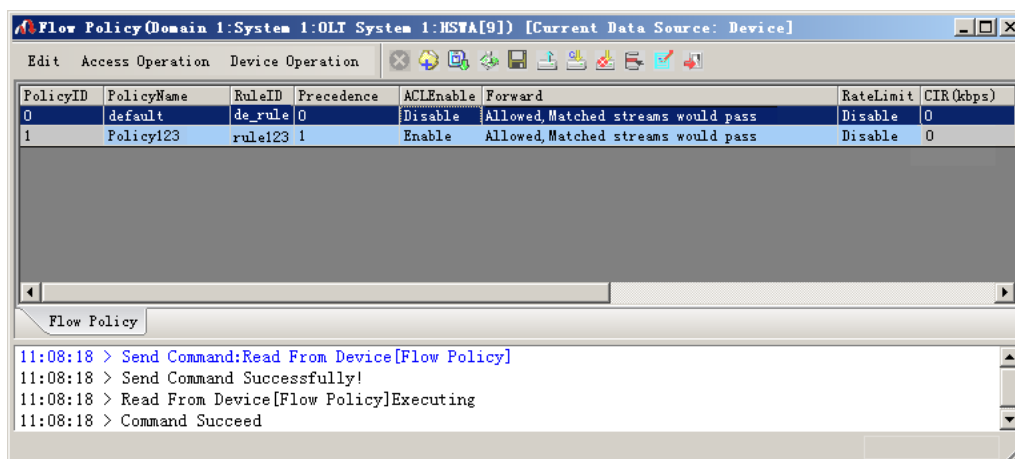 Flow Policy(Domain 1:System 1:OLT System 1:HSWA[9]) [Current Data Source: Device]
Edit Access Operation Device Operation
PolicyID PolicyName RuleID Precedence ACLEnable Forward RateLimit CIR(kbps)
0 default de_rule 0 Disable Allowed,Matched streams would pass Disable 0
1 Policy123 rule123 1 Enable Allowed,Matched streams would pass Disable 0
Flow Policy
11:08:18 > Send Command:Read From Device[Flow Policy]
11:08:18 > Send Command Successfully!
11:08:18 > Read From Device[Flow Policy]Executing
11:08:18 > Command Succeed